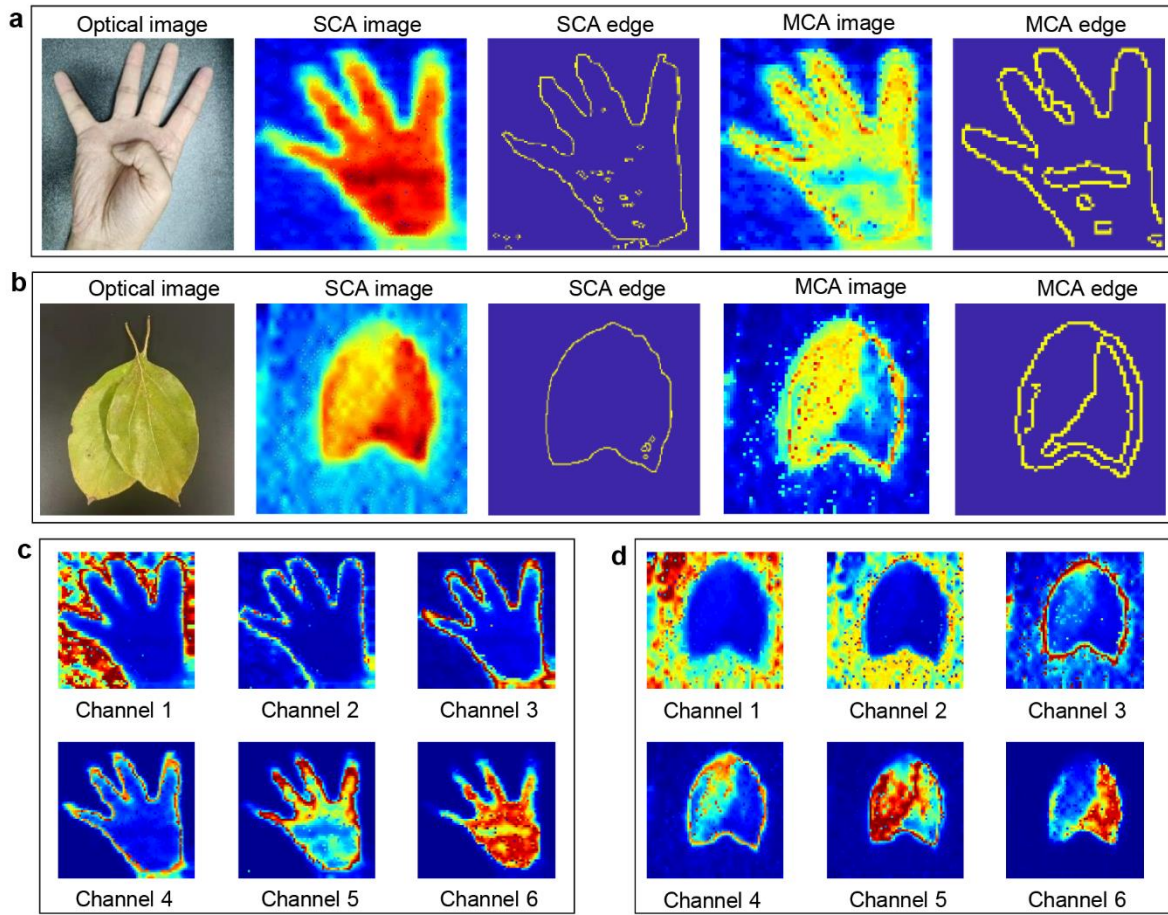 a
Optical image SCA image SCA edge MCA image MCA edge
b
Optical image SCA image SCA edge MCA image MCA edge
c
Channel 1 Channel 2 Channel 3
Channel 4 Channel 5 Channel 6
d
Channel 1 Channel 2 Channel 3
Channel 4 Channel 5 Channel 6